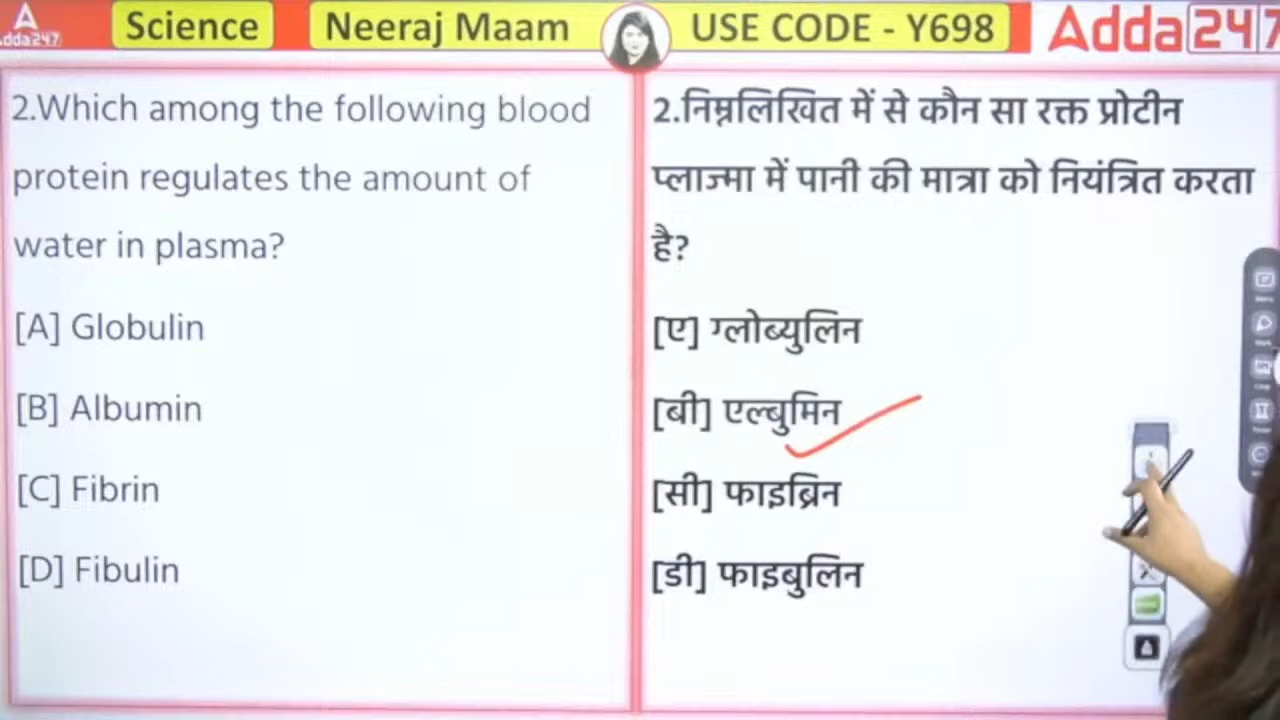 dda247
Science
Neeraj Maam
USE CODE - Y698
Adda247
2.Which among the following blood
protein regulates the amount of
water in plasma?
[A] Globulin
[B] Albumin
[C] Fibrin
[D] Fibulin
2.निम्नलिखित में से कौन सा रक्त प्रोटीन
प्लाज्मा में पानी की मात्रा को नियंत्रित करता
है?
[ए] ग्लोब्युलिन
[बी] एल्बुमिन
[सी] फाइब्रिन
[डी] फाइबुलिन